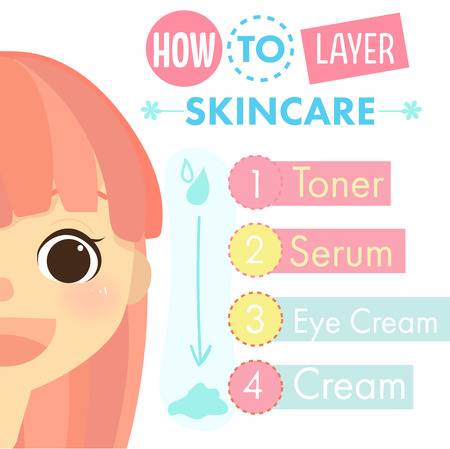 HOW TO LAYER
SKINCARE
1 Toner
2 Serum
3 Eye Cream
4 Cream